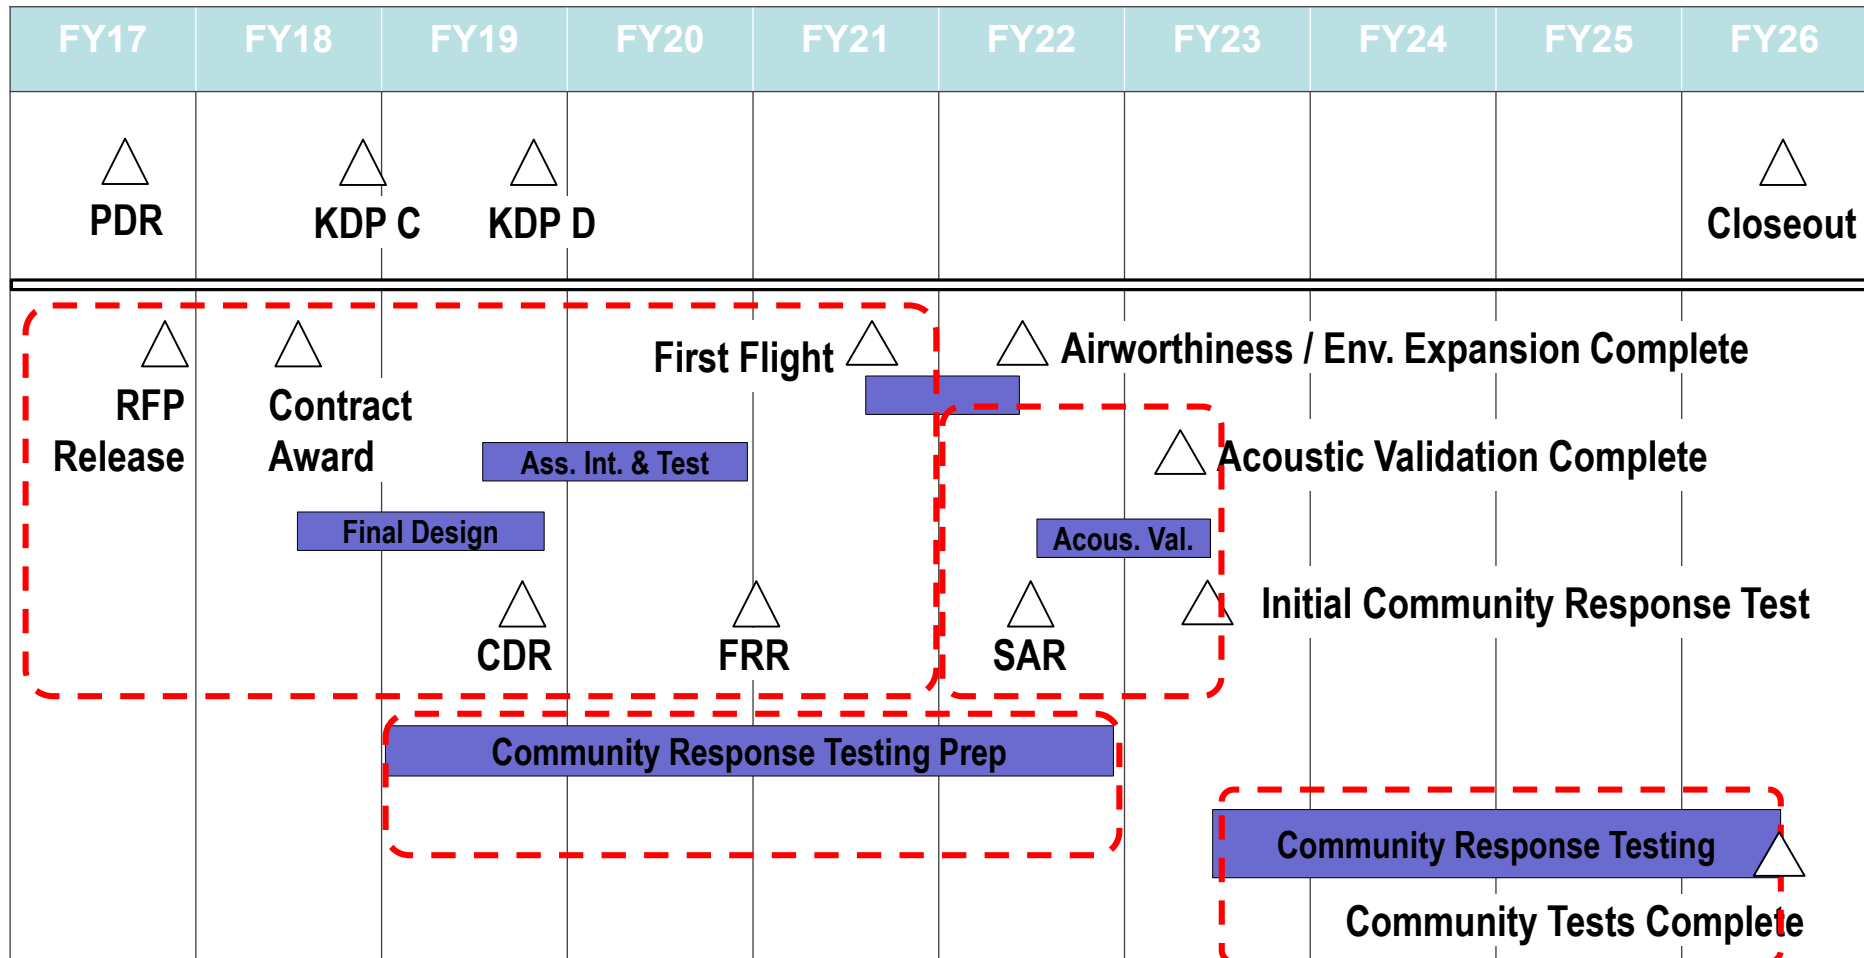 FY17 FY18 FY19 FY20 FY21 FY22 FY23 FY24 FY25 FY26
PDR
KDP C
KDP D
Closeout
First Flight
Airworthiness / Env. Expansion Complete
RFP
Release
Contract
Award
Ass. Int. & Test
Acoustic Validation Complete
Final Design
Acous. Val.
Initial Community Response Test
CDR
FRR
SAR
Community Response Testing Prep
Community Response Testing
Community Tests Complete